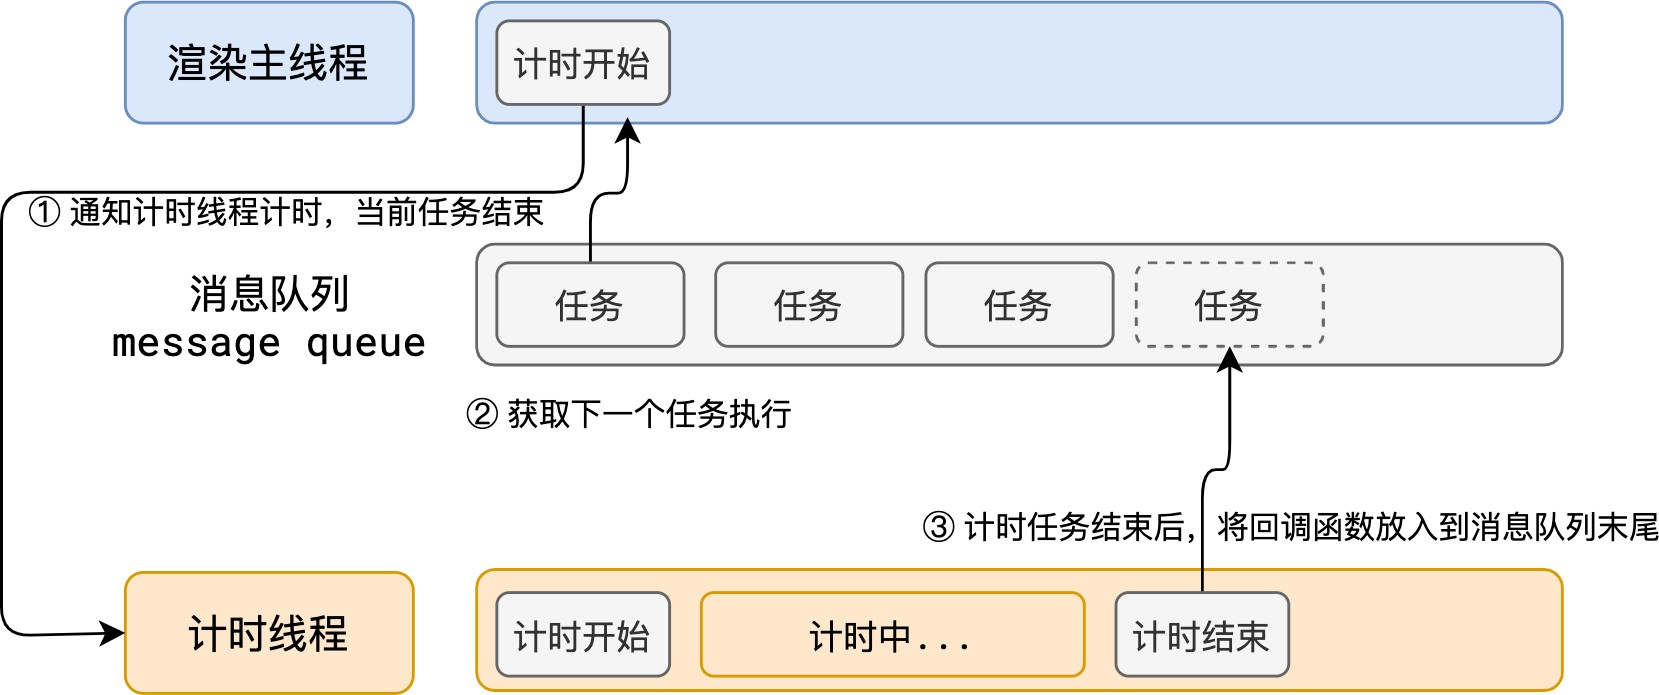 渲染主线程
计时开始
① 通知计时线程计时，当前任务结束
消息队列
message queue
任务
任务
任务
任务
② 获取下一个任务执行
③ 计时任务结束后，将回调函数放入到消息队列末尾
计时线程
计时开始
计时中...
计时结束